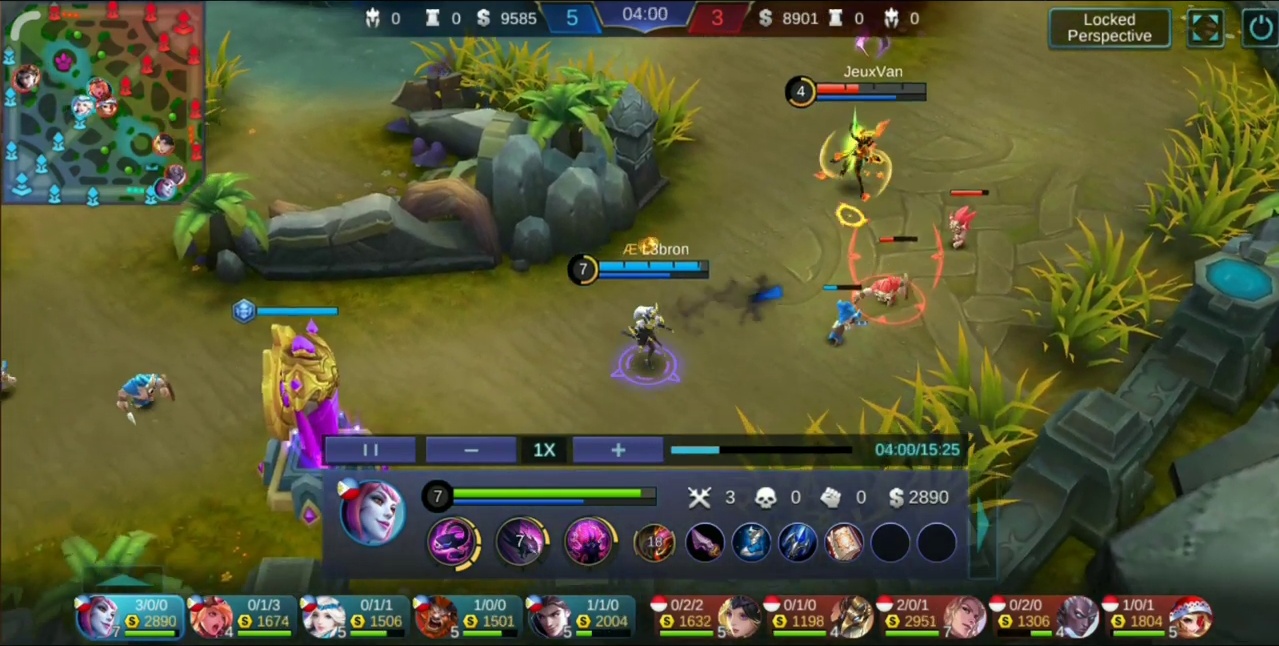 0 0 $ 9585 5 04:00 3 $ 8901 0 0
Locked
Perspective
JeuxVan
4
Æ L3bron
7
− 1X + 04:00/15:25
7 3 0 0 $ 2890
7 18
3/0/0 0/1/3 0/1/1 1/0/0 1/1/0 0/2/2 0/1/0 2/0/1 0/2/0 1/0/1
7 S 2890 4 S 1674 5 S 1506 5 S 1501 5 S 2004 S 1632 5 S 1198 4 S 2951 7 S 1306 4 S 1804 5